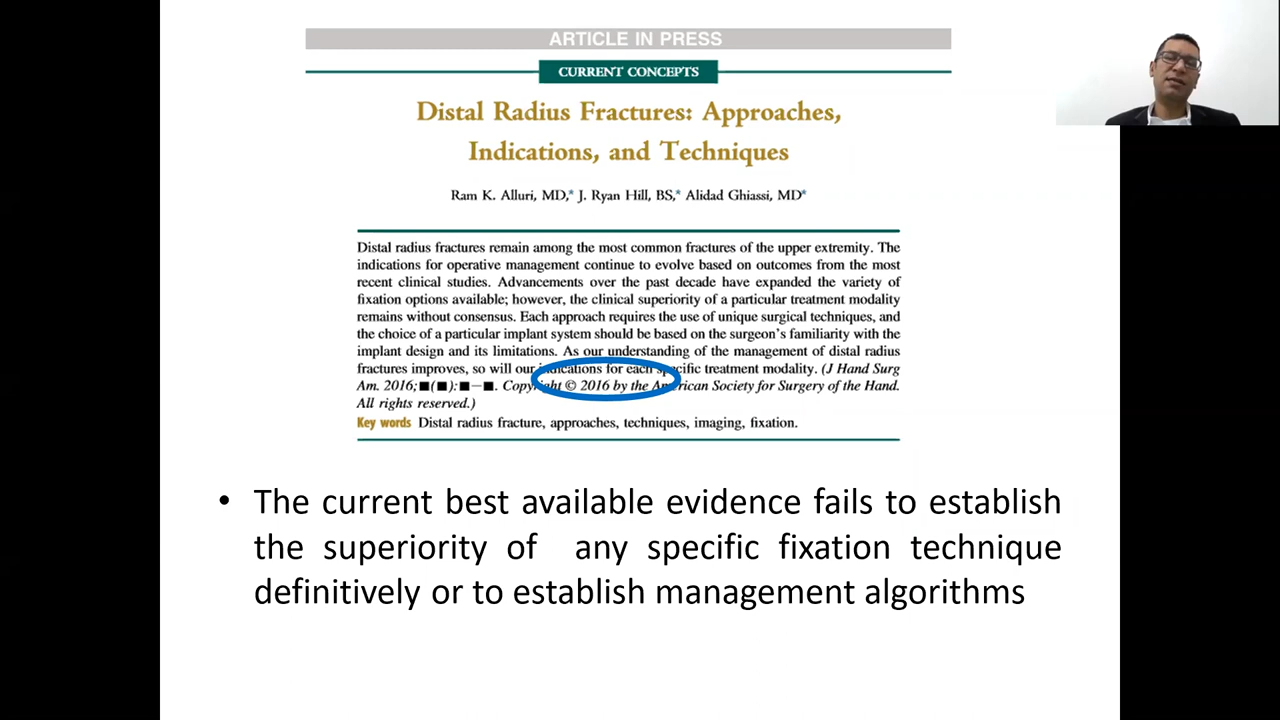 ARTICLE IN PRESS
CURRENT CONCEPTS
Distal Radius Fractures: Approaches,
Indications, and Techniques
Ram K. Alluri, MD,* J. Ryan Hill, BS,* Alidad Ghiassi, MD*
Distal radius fractures remain among the most common fractures of the upper extremity. The
indications for operative management continue to evolve based on outcomes from the most
recent clinical studies. Advancements over the past decade have expanded the variety of
fixation options available; however, the clinical superiority of a particular treatment modality
remains without consensus. Each approach requires the use of unique surgical techniques, and
the choice of a particular implant system should be based on the surgeon's familiarity with the
implant design and its limitations. As our understanding of the management of distal radius
fractures improves, so will our indications for each specific treatment modality. (J Hand Surg
Am. 2016;■(■):■–■. Copyright © 2016 by the American Society for Surgery of the Hand.
All rights reserved.)
Key words Distal radius fracture, approaches, techniques, imaging, fixation.
• The current best available evidence fails to establish
the superiority of any specific fixation technique
definitively or to establish management algorithms